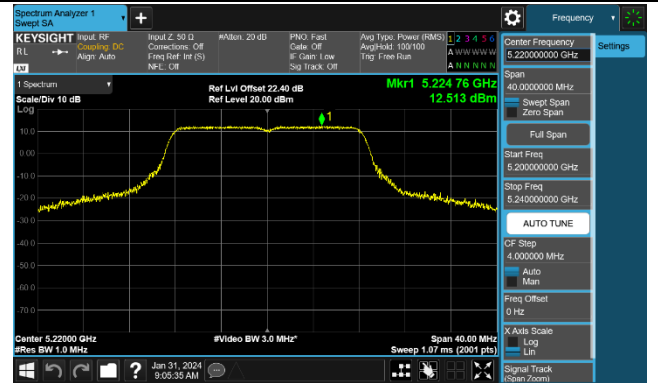 Spectrum Analyzer 1
Swept SA
Frequency
KEYSIGHT
RL
LXI
Input: RF
Coupling: DC
Align: Auto
Input Z: 50 Ω
Corrections: Off
Freq Ref: Int (S)
NFE: Off
#Atten: 20 dB
PNO: Fast
Gate: Off
IF Gain: Low
Sig Track: Off
Avg Type: Power (RMS)
Avg|Hold: 100/100
Trig: Free Run
1 2 3 4 5 6
A W W W W W
A N N N N N
1 Spectrum
Scale/Div 10 dB
Log
Ref Lvl Offset 22.40 dB
Ref Level 20.00 dBm
Mkr1 5.224 76 GHz
12.513 dBm
1
10.0
0.00
-10.0
-20.0
-30.0
-40.0
-50.0
-60.0
-70.0
Center 5.22000 GHz
#Res BW 1.0 MHz
#Video BW 3.0 MHz*
Span 40.00 MHz
Sweep 1.07 ms (2001 pts)
Jan 31, 2024
9:05:35 AM
Center Frequency
5.220000000 GHz
Settings
Span
40.0000000 MHz
Swept Span
Zero Span
Full Span
Start Freq
5.200000000 GHz
Stop Freq
5.240000000 GHz
AUTO TUNE
CF Step
4.000000 MHz
Auto
Man
Freq Offset
0 Hz
X Axis Scale
Log
Lin
Signal Track
(Span Zoom)